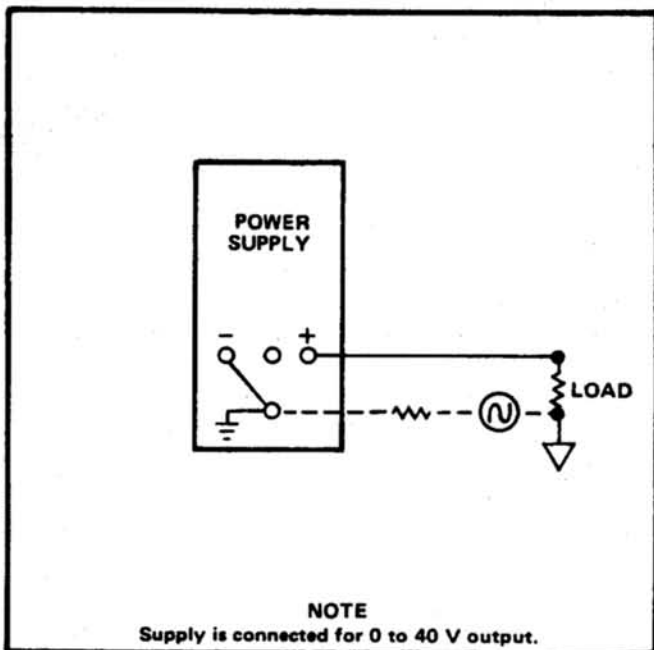 POWER
SUPPLY
- +
LOAD
NOTE
Supply is connected for 0 to 40 V output.